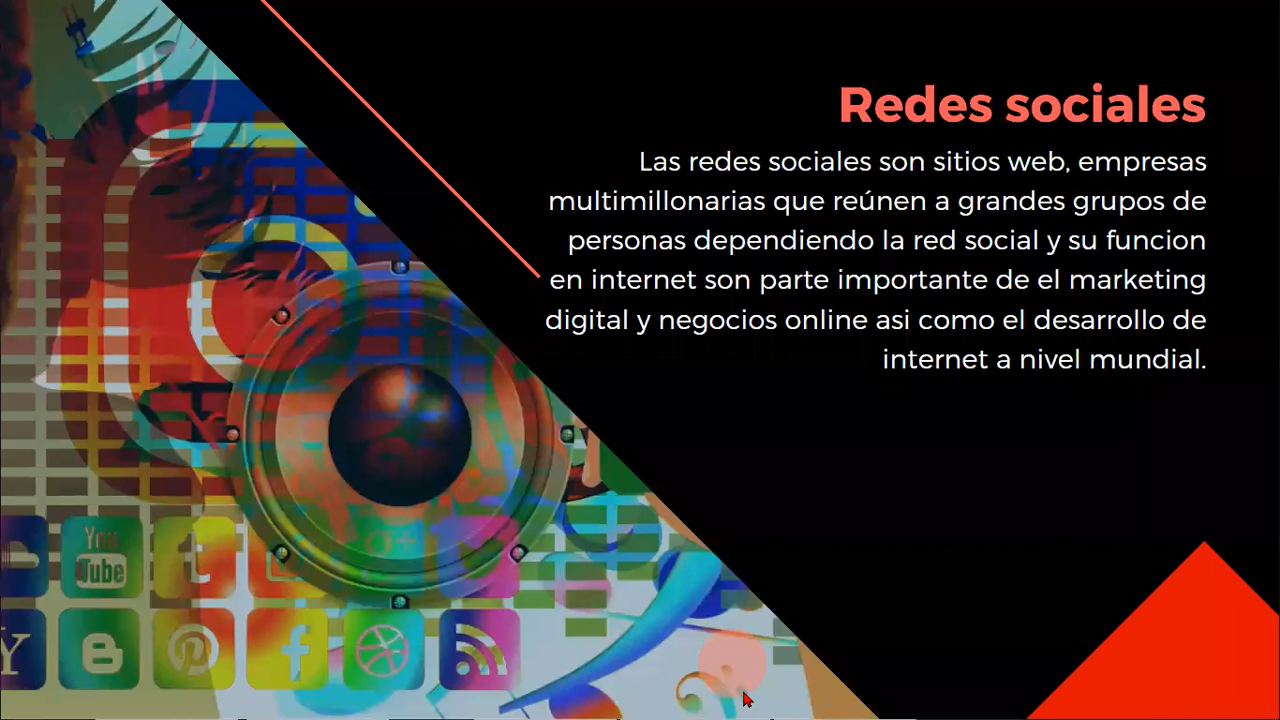 Redes sociales
Las redes sociales son sitios web, empresas
multimillonarias que reúnen a grandes grupos de
personas dependiendo la red social y su funcion
en internet son parte importante de el marketing
digital y negocios online asi como el desarrollo de
internet a nivel mundial.
You
Tube